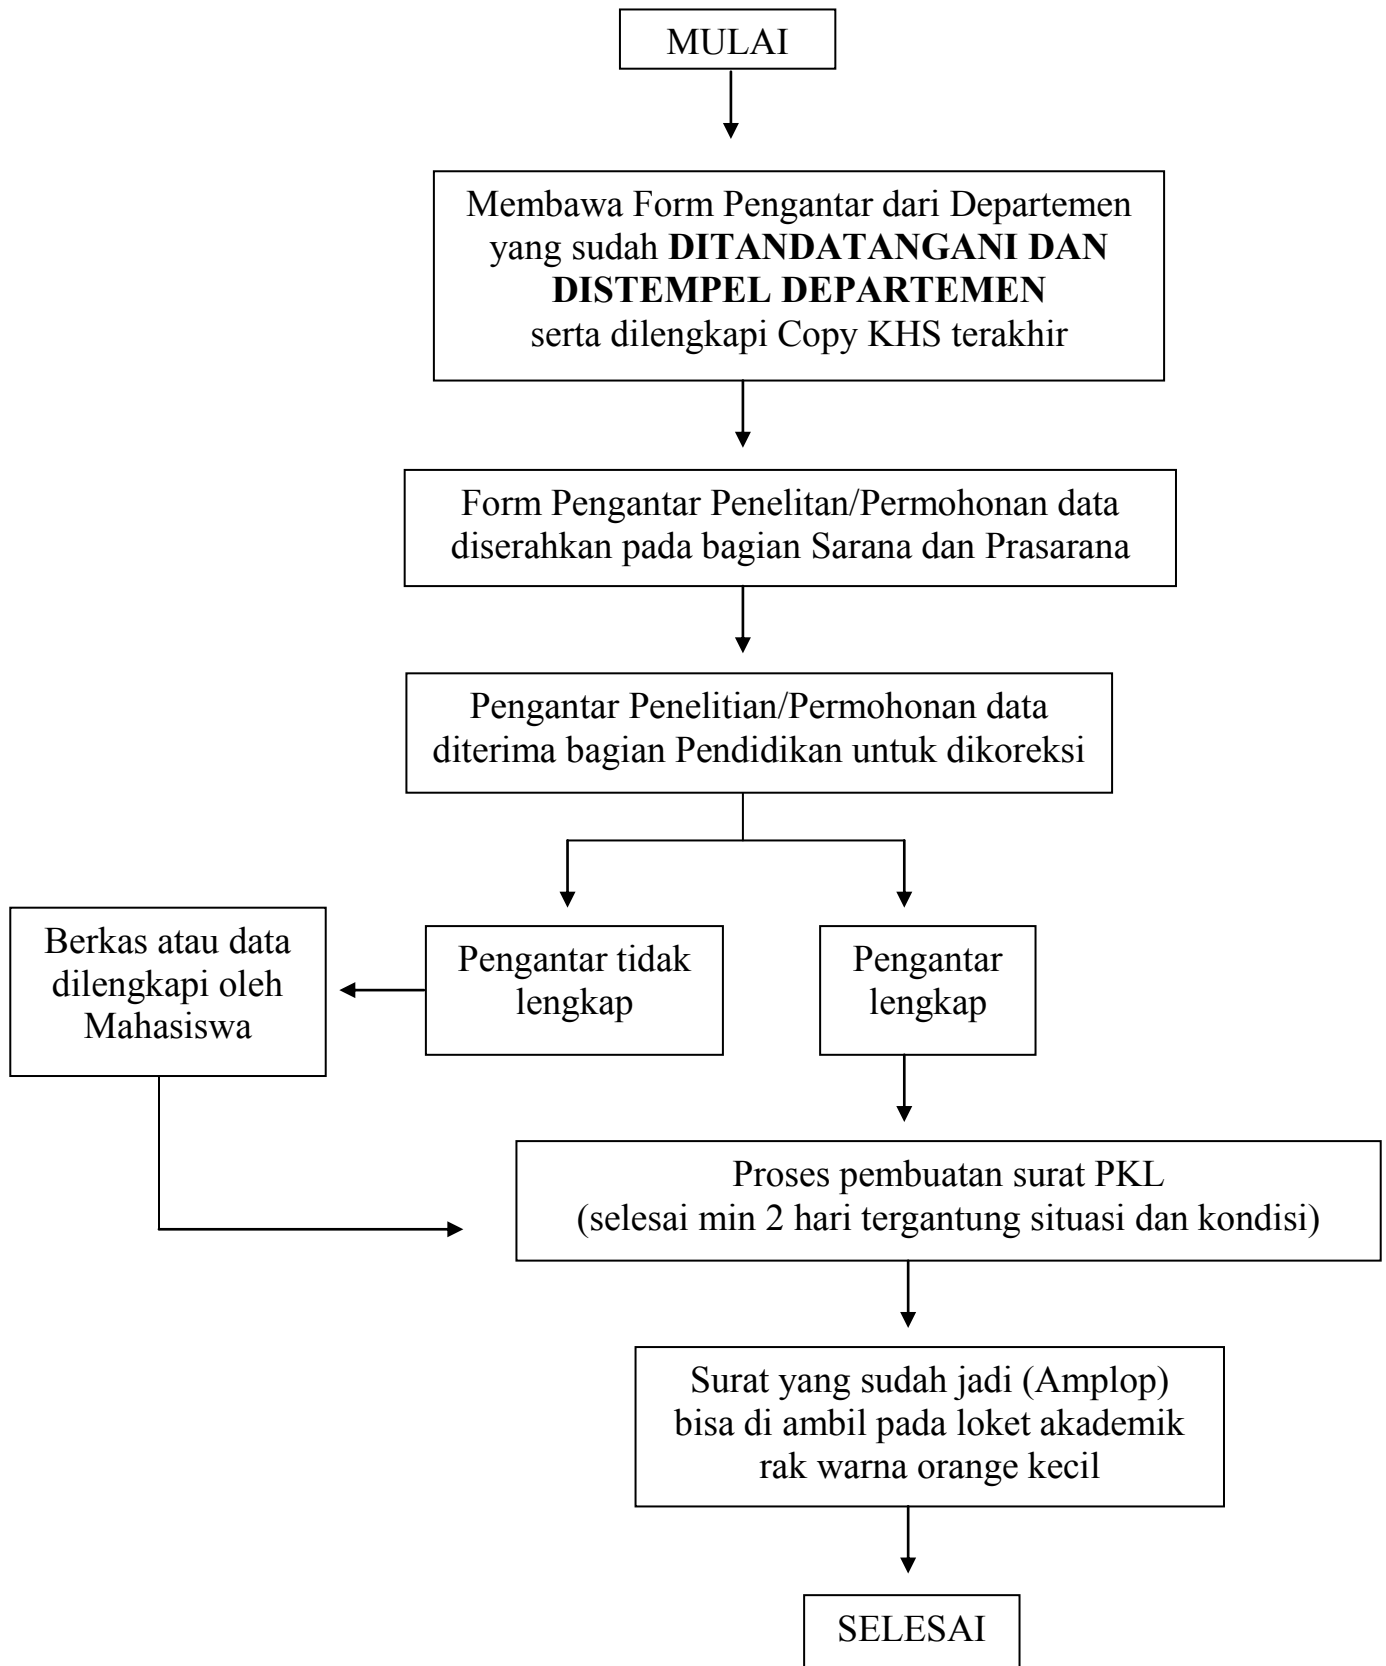 MULAI
Membawa Form Pengantar dari Departemen
yang sudah DITANDATANGANI DAN
DISTEMPEL DEPARTEMEN
serta dilengkapi Copy KHS terakhir
Form Pengantar Penelitan/Permohonan data
diserahkan pada bagian Sarana dan Prasarana
Pengantar Penelitian/Permohonan data
diterima bagian Pendidikan untuk dikoreksi
Berkas atau data
dilengkapi oleh
Mahasiswa
Pengantar tidak
lengkap
Pengantar
lengkap
Proses pembuatan surat PKL
(selesai min 2 hari tergantung situasi dan kondisi)
Surat yang sudah jadi (Amplop)
bisa di ambil pada loket akademik
rak warna orange kecil
SELESAI